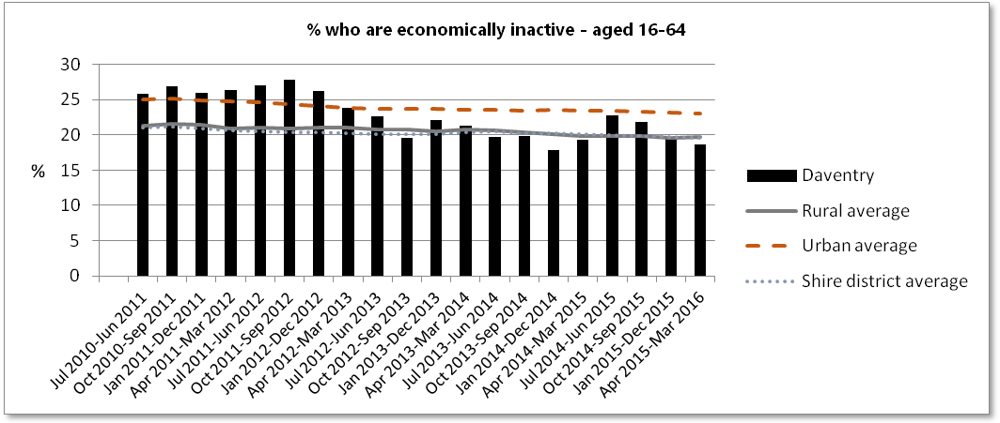 % who are economically inactive - aged 16-64
30
25
20
15
10
5
0
%
Jul 2010-Jun 2011
Oct 2010-Sep 2011
Jan 2011-Dec 2011
Apr 2011-Mar 2012
Jul 2011-Jun 2012
Oct 2011-Sep 2012
Jan 2012-Dec 2012
Apr 2012-Mar 2013
Jul 2012-Jun 2013
Oct 2012-Sep 2013
Jan 2013-Dec 2013
Apr 2013-Mar 2014
Jul 2013-Jun 2014
Oct 2013-Sep 2014
Jan 2014-Dec 2014
Apr 2014-Mar 2015
Jul 2014-Jun 2015
Oct 2014-Sep 2015
Jan 2015-Dec 2015
Apr 2015-Mar 2016
Daventry
Rural average
Urban average
Shire district average